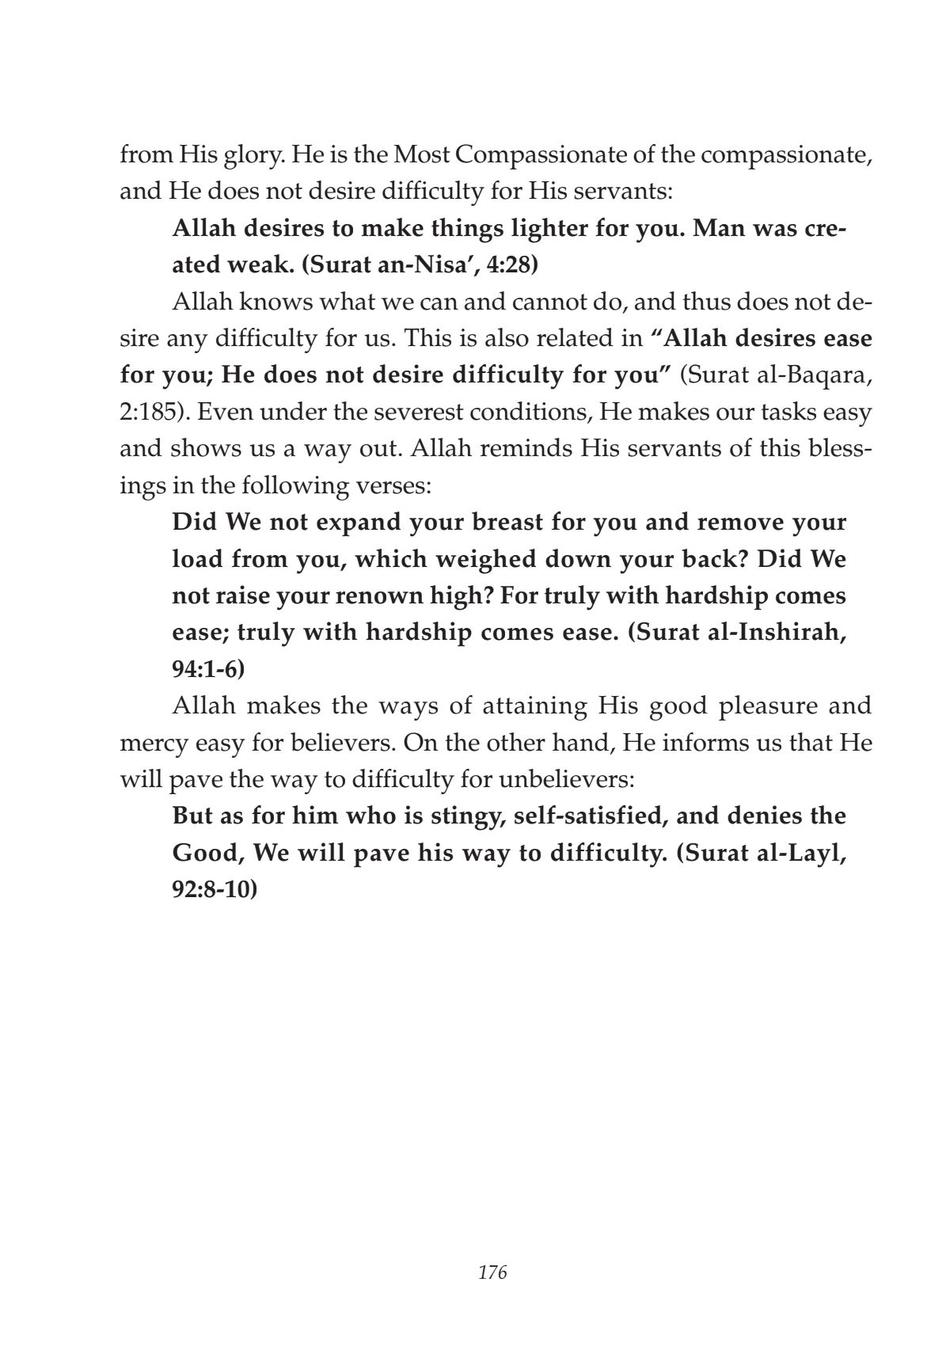 from His glory. He is the Most Compassionate of the compassionate,
and He does not desire difficulty for His servants:
Allah desires to make things lighter for you. Man was cre-
ated weak. (Surat an-Nisa’, 4:28)
Allah knows what we can and cannot do, and thus does not de-
sire any difficulty for us. This is also related in “Allah desires ease
for you; He does not desire difficulty for you” (Surat al-Baqara,
2:185). Even under the severest conditions, He makes our tasks easy
and shows us a way out. Allah reminds His servants of this bless-
ings in the following verses:
Did We not expand your breast for you and remove your
load from you, which weighed down your back? Did We
not raise your renown high? For truly with hardship comes
ease; truly with hardship comes ease. (Surat al-Inshirah,
94:1-6)
Allah makes the ways of attaining His good pleasure and
mercy easy for believers. On the other hand, He informs us that He
will pave the way to difficulty for unbelievers:
But as for him who is stingy, self-satisfied, and denies the
Good, We will pave his way to difficulty. (Surat al-Layl,
92:8-10)
176